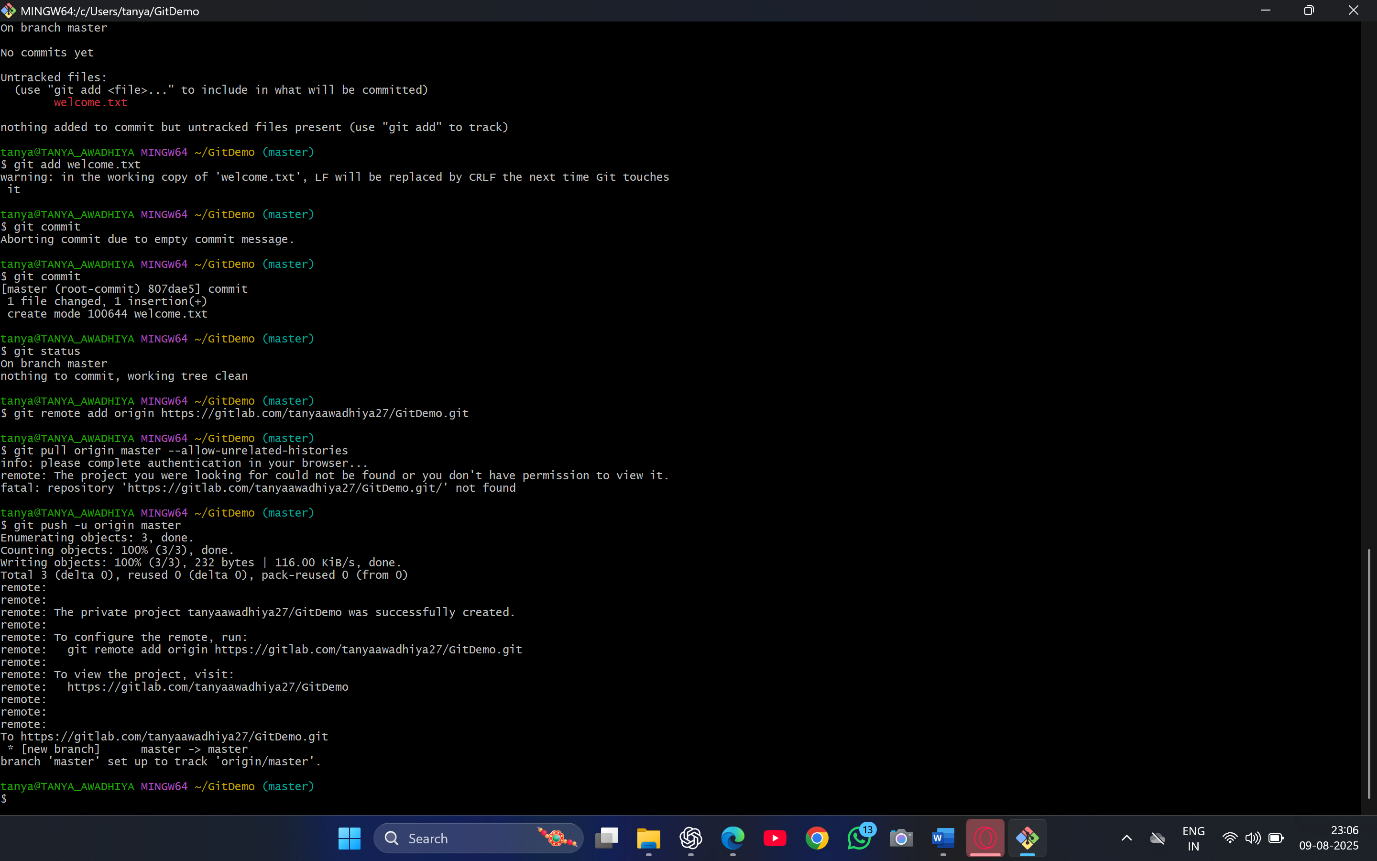 MINGW64:/c/Users/tanya/GitDemo
On branch master
No commits yet
Untracked files:
  (use "git add <file>..." to include in what will be committed)
        welcome.txt
nothing added to commit but untracked files present (use "git add" to track)
tanya@TANYA_AWADHIYA MINGW64 ~/GitDemo (master)
$ git add welcome.txt
warning: in the working copy of 'welcome.txt', LF will be replaced by CRLF the next time Git touches
 it
tanya@TANYA_AWADHIYA MINGW64 ~/GitDemo (master)
$ git commit
Aborting commit due to empty commit message.
tanya@TANYA_AWADHIYA MINGW64 ~/GitDemo (master)
$ git commit
[master (root-commit) 807dae5] commit
 1 file changed, 1 insertion(+)
 create mode 100644 welcome.txt
tanya@TANYA_AWADHIYA MINGW64 ~/GitDemo (master)
$ git status
On branch master
nothing to commit, working tree clean
tanya@TANYA_AWADHIYA MINGW64 ~/GitDemo (master)
$ git remote add origin https://gitlab.com/tanyaawadhiya27/GitDemo.git
tanya@TANYA_AWADHIYA MINGW64 ~/GitDemo (master)
$ git pull origin master --allow-unrelated-histories
info: please complete authentication in your browser...
remote: The project you were looking for could not be found or you don't have permission to view it.
fatal: repository 'https://gitlab.com/tanyaawadhiya27/GitDemo.git/' not found
tanya@TANYA_AWADHIYA MINGW64 ~/GitDemo (master)
$ git push -u origin master
Enumerating objects: 3, done.
Counting objects: 100% (3/3), done.
Writing objects: 100% (3/3), 232 bytes | 116.00 KiB/s, done.
Total 3 (delta 0), reused 0 (delta 0), pack-reused 0 (from 0)
remote:
remote:
remote: The private project tanyaawadhiya27/GitDemo was successfully created.
remote:
remote: To configure the remote, run:
remote:   git remote add origin https://gitlab.com/tanyaawadhiya27/GitDemo.git
remote:
remote: To view the project, visit:
remote:   https://gitlab.com/tanyaawadhiya27/GitDemo
remote:
remote:
remote:
To https://gitlab.com/tanyaawadhiya27/GitDemo.git
 * [new branch]      master -> master
branch 'master' set up to track 'origin/master'.
tanya@TANYA_AWADHIYA MINGW64 ~/GitDemo (master)
$
Search
13
W
ENG
IN
23:06
09-08-2025